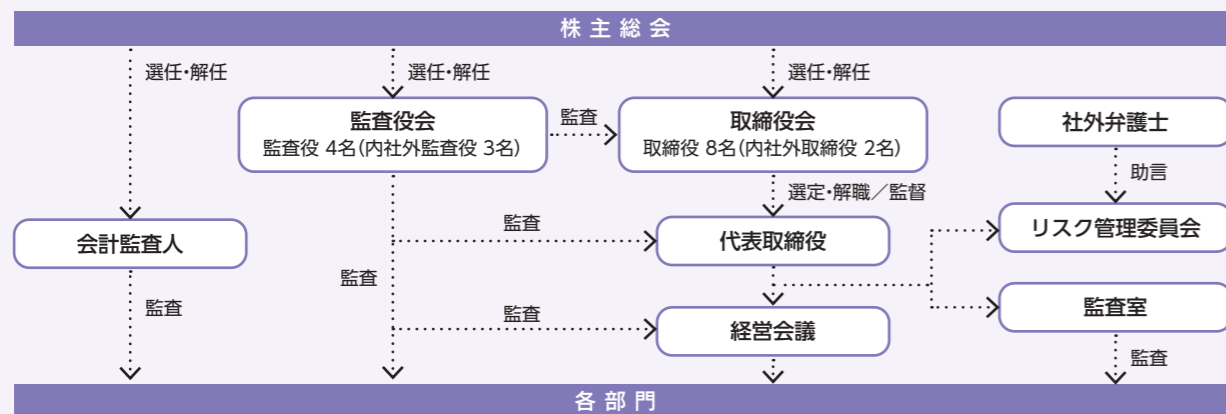 株主総会
選任・解任
選任・解任
選任・解任
監査役会
監査役 4名(内社外監査役 3名)
監査
取締役会
取締役 8名(内社外取締役 2名)
社外弁護士
助言
選定・解職／監督
会計監査人
監査
代表取締役
リスク管理委員会
監査
監査
監査
経営会議
監査室
監査
各部門